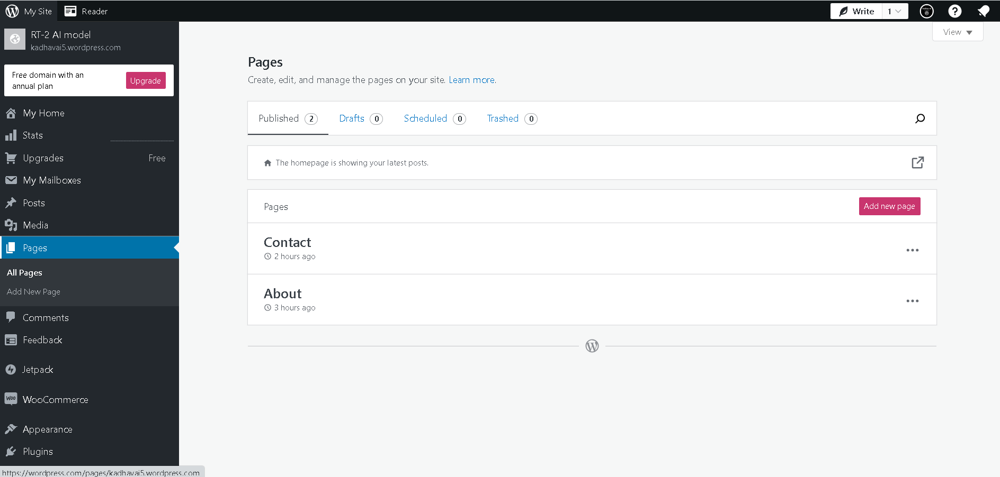 My Site
Reader
Write
1
RT-2 AI model
kadhavai5.wordpress.com
Free domain with an
annual plan
Upgrade
My Home
Stats
Upgrades
Free
My Mailboxes
Posts
Media
Pages
All Pages
Add New Page
Comments
Feedback
Jetpack
Woo
WooCommerce
Appearance
Plugins
https://wordpress.com/pages/kadhavai5.wordpress.com
View
Pages
Create, edit, and manage the pages on your site. Learn more.
Published 2
Drafts 0
Scheduled 0
Trashed 0
The homepage is showing your latest posts.
Pages
Add new page
Contact
2 hours ago
About
3 hours ago